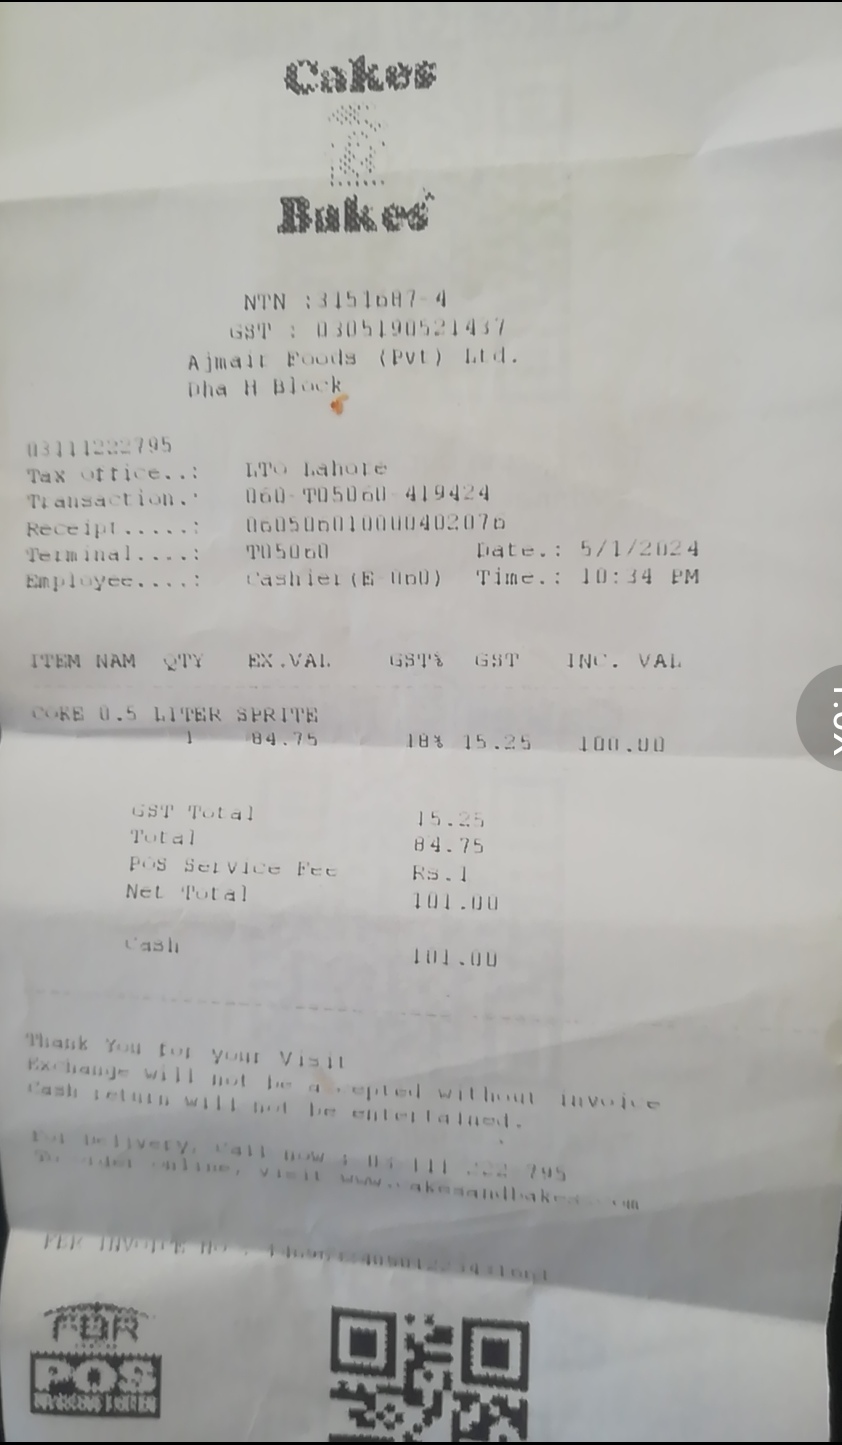 Cakes
&
Bakes
NTN :3151687-4
GST : 0305190521437
Ajmair Foods (Pvt) Ltd.
Dha H Block
03111222795
Tax office..: LTO Lahore
Transaction.: 060-T05060-419424
Receipt.....: 060506010000402076
Terminal....: T05060 Date.: 5/1/2024
Employee....: Cashier(E-060) Time.: 10:34 PM
ITEM NAM QTY EX.VAL GST% GST INC. VAL
COKE 0.5 LITER SPRITE
1 84.75 18% 15.25 100.00
GST Total 15.25
Total 84.75
POS Service Fee Rs.1
Net Total 101.00
Cash 101.00
Thank You for your Visit
Exchange will not be accepted without invoice
Cash return will not be entertained.
For Delivery, Call now : 03 111 222 795
To order online, visit www.cakesandbakes.com
FBR Invoice No :
FBR
POS
1.0x